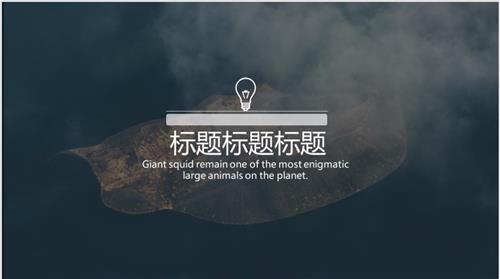 标题标题标题
Giant squid remain one of the most enigmatic
large animals on the planet.